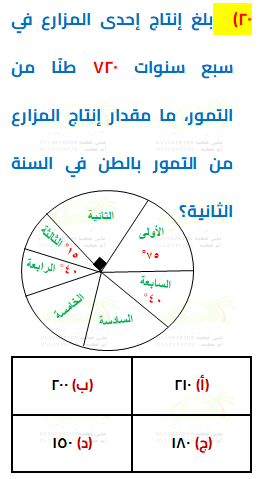 ٢٠) بلغ إنتاج إحدى المزارع في
سبع سنوات ٧٢٠ طنًا من
التمور، ما مقدار إنتاج المزارع
من التمور بالطن في السنة
الثانية؟
الثانية
الأولى
٧٥°
الثالثة
١٥°
الرابعة
٤٠°
السابعة
٤٠°
الخامسة
السادسة
(أ) ٢١٠
(ب) ٢٠٠
(ج) ١٨٠
(د) ١٥٠